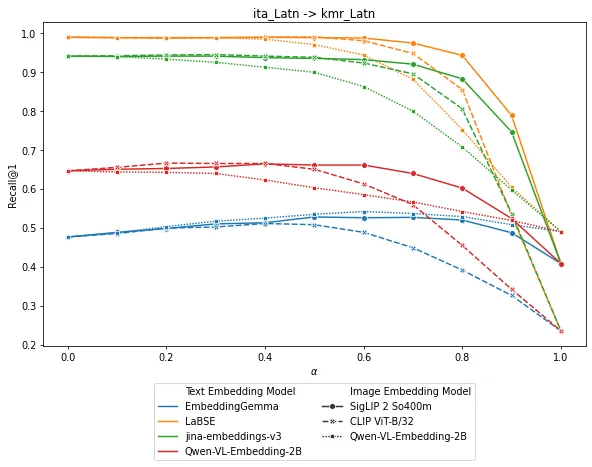 ita_Latn -> kmr_Latn
Recall@1
1.0
0.9
0.8
0.7
0.6
0.5
0.4
0.3
0.2
0.0
0.2
0.4
0.6
0.8
1.0
α
Text Embedding Model
EmbeddingGemma
LaBSE
jina-embeddings-v3
Qwen-VL-Embedding-2B
Image Embedding Model
SigLIP 2 So400m
CLIP ViT-B/32
Qwen-VL-Embedding-2B